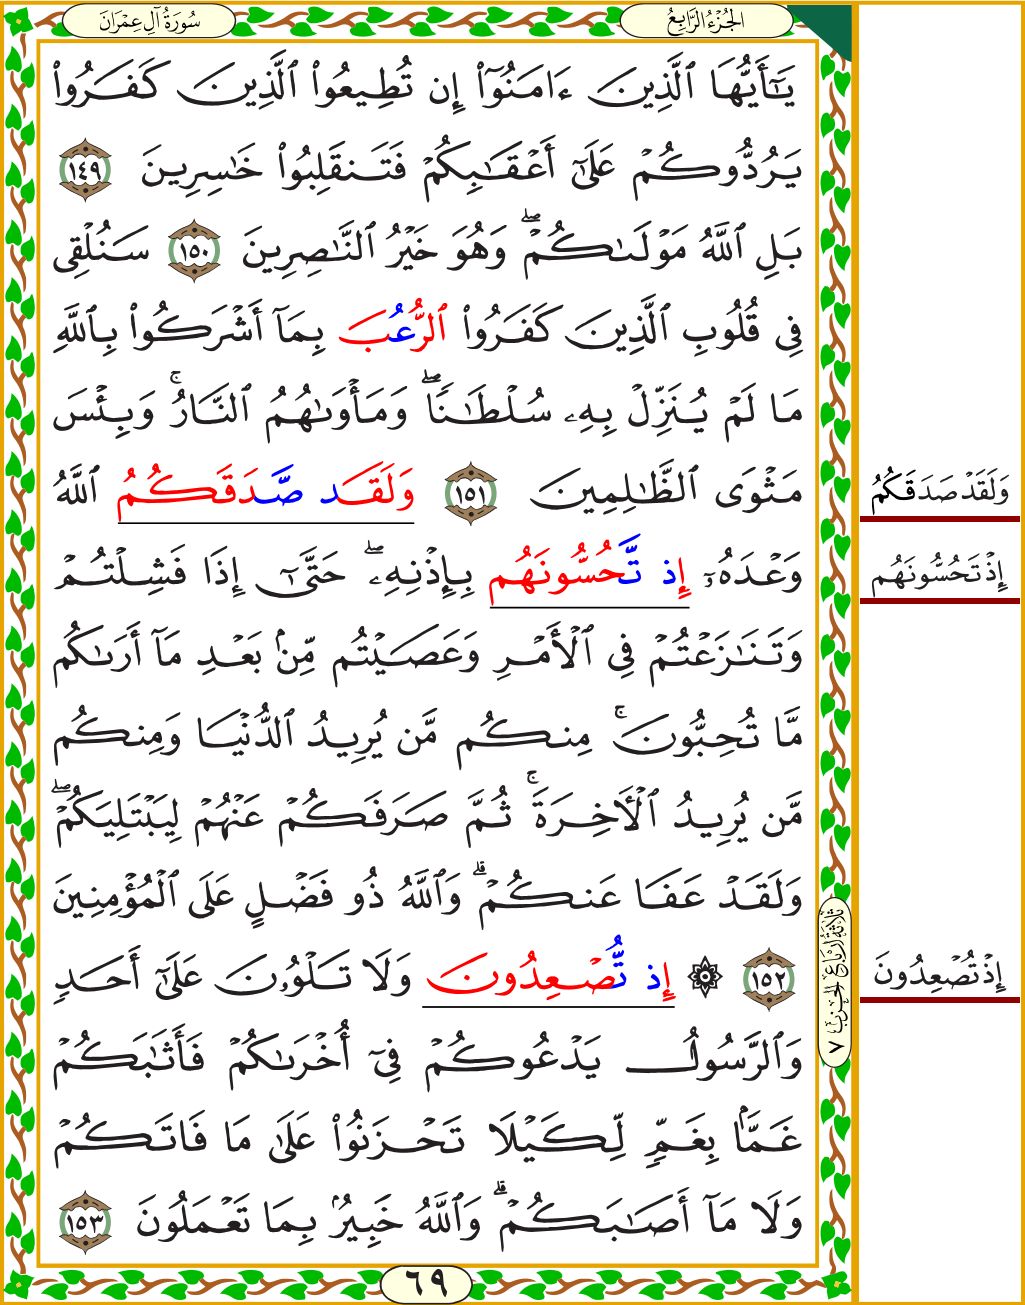 الجُزْءُ الرَّابِعُ
سُورَةُ آلِ عِمْرَانَ
يَٰٓأَيُّهَا ٱلَّذِينَ ءَامَنُوٓا۟ إِن تُطِيعُوا۟ ٱلَّذِينَ كَفَرُوا۟
يَرُدُّوكُمْ عَلَىٰٓ أَعْقَٰبِكُمْ فَتَنقَلِبُوا۟ خَٰسِرِينَ ١٤٩
بَلِ ٱللَّهُ مَوْلَىٰكُمْ ۖ وَهُوَ خَيْرُ ٱلنَّٰصِرِينَ ١٥٠ سَنُلْقِى
فِى قُلُوبِ ٱلَّذِينَ كَفَرُوا۟ ٱلرُّعُبَ بِمَآ أَشْرَكُوا۟ بِٱللَّهِ
مَا لَمْ يُنَزِّلْ بِهِۦ سُلْطَٰنًا ۖ وَمَأْوَىٰهُمُ ٱلنَّارُ ۚ وَبِئْسَ
مَثْوَى ٱلظَّٰلِمِينَ ١٥١ وَلَقَد صَّدَقَكُمُ ٱللَّهُ
وَعْدَهُۥٓ إِذ تَّحُسُّونَهُم بِإِذْنِهِۦ ۖ حَتَّىٰٓ إِذَا فَشِلْتُمْ
وَتَنَٰزَعْتُمْ فِى ٱلْأَمْرِ وَعَصَيْتُم مِّنۢ بَعْدِ مَآ أَرَىٰكُم
مَّا تُحِبُّونَ ۚ مِنكُم مَّن يُرِيدُ ٱلدُّنْيَا وَمِنكُم
مَّن يُرِيدُ ٱلْأَخِرَةَ ۚ ثُمَّ صَرَفَكُمْ عَنْهُمْ لِيَبْتَلِيَكُمْ ۖ
وَلَقَدْ عَفَا عَنكُمْ ۗ وَٱللَّهُ ذُو فَضْلٍ عَلَى ٱلْمُؤْمِنِينَ
١٥٢ ۞ إِذ تُّصْعِدُونَ وَلَا تَلْوُۥنَ عَلَىٰٓ أَحَدٍ
وَٱلرَّسُولُ يَدْعُوكُمْ فِىٓ أُخْرَىٰكُمْ فَأَثَٰبَكُمْ
غَمًّۢا بِغَمٍّ لِّكَيْلَا تَحْزَنُوا۟ عَلَىٰ مَا فَاتَكُمْ
وَلَا مَآ أَصَٰبَكُمْ ۗ وَٱللَّهُ خَبِيرٌۢ بِمَا تَعْمَلُونَ ١٥٣
وَلَقَدْ صَدَقَكُمُ
إِذْ تَحُسُّونَهُم
إِذْ تُصْعِدُونَ
ثَلَاثَةُ أَرْبَاعِ الحِزْبِ ٧
٦٩